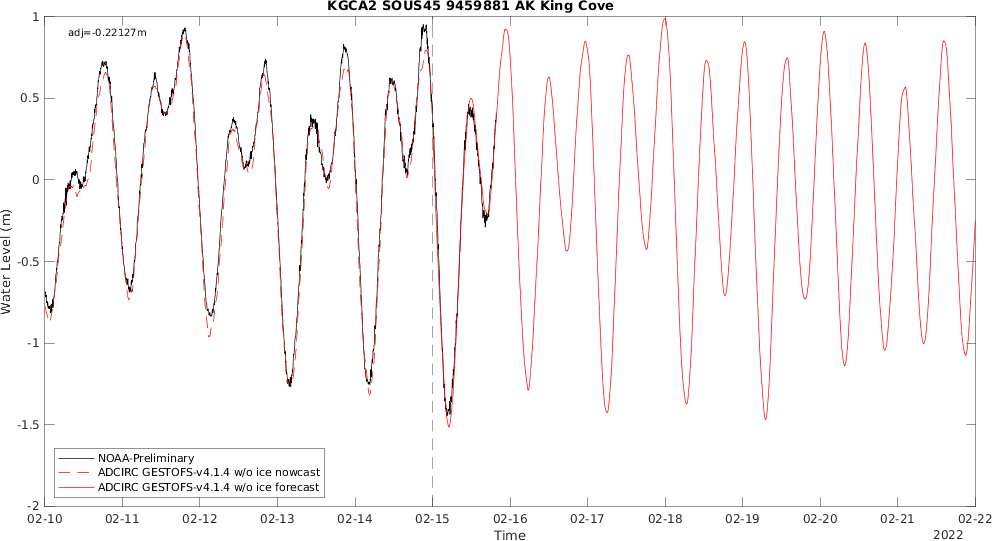 KGCA2 SOUS45 9459881 AK King Cove
adj=-0.22127m
1
0.5
0
-0.5
-1
-1.5
-2
Water Level (m)
NOAA-Preliminary
ADCIRC GESTOFS-v4.1.4 w/o ice nowcast
ADCIRC GESTOFS-v4.1.4 w/o ice forecast
02-10 02-11 02-12 02-13 02-14 02-15 02-16 02-17 02-18 02-19 02-20 02-21 02-22
Time
2022